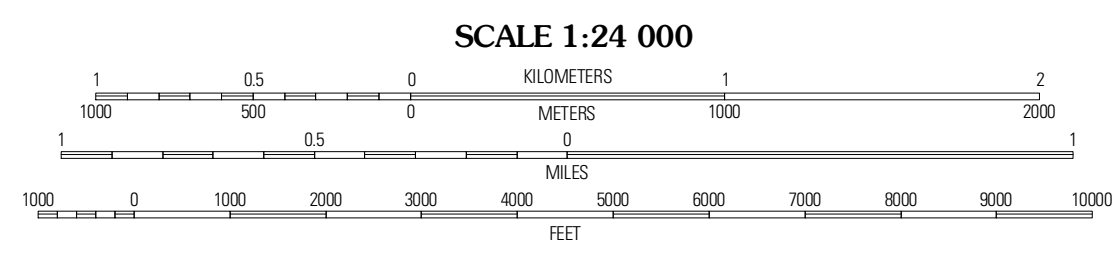 SCALE 1:24 000
1 0.5 0 KILOMETERS 1 2
1000 500 0 METERS 1000 2000
1 0.5 0 1
MILES
1000 0 1000 2000 3000 4000 5000 6000 7000 8000 9000 10000
FEET